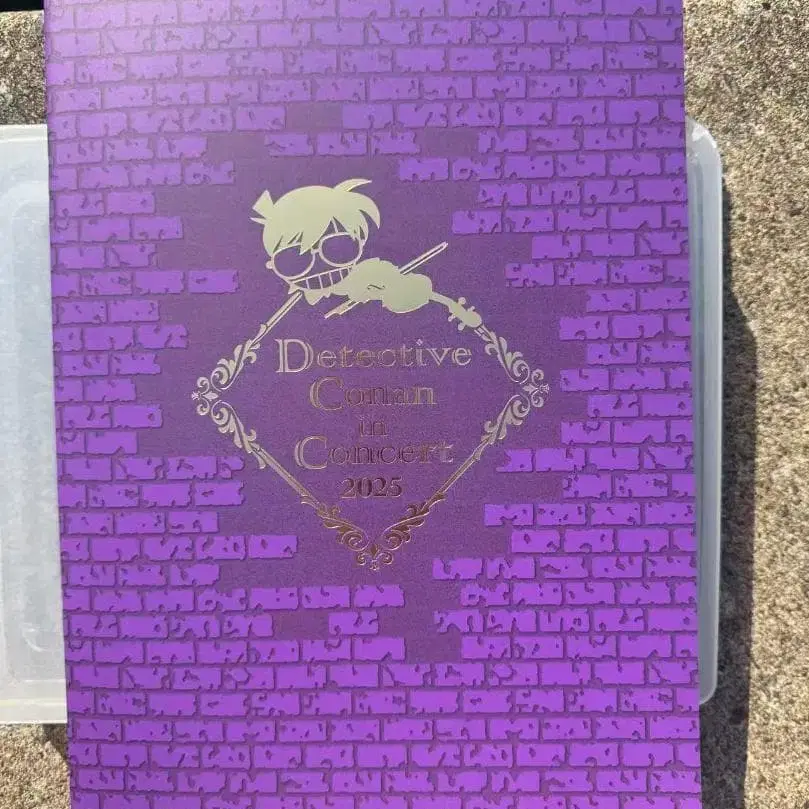 Detective
Conan
in
Concert
2025